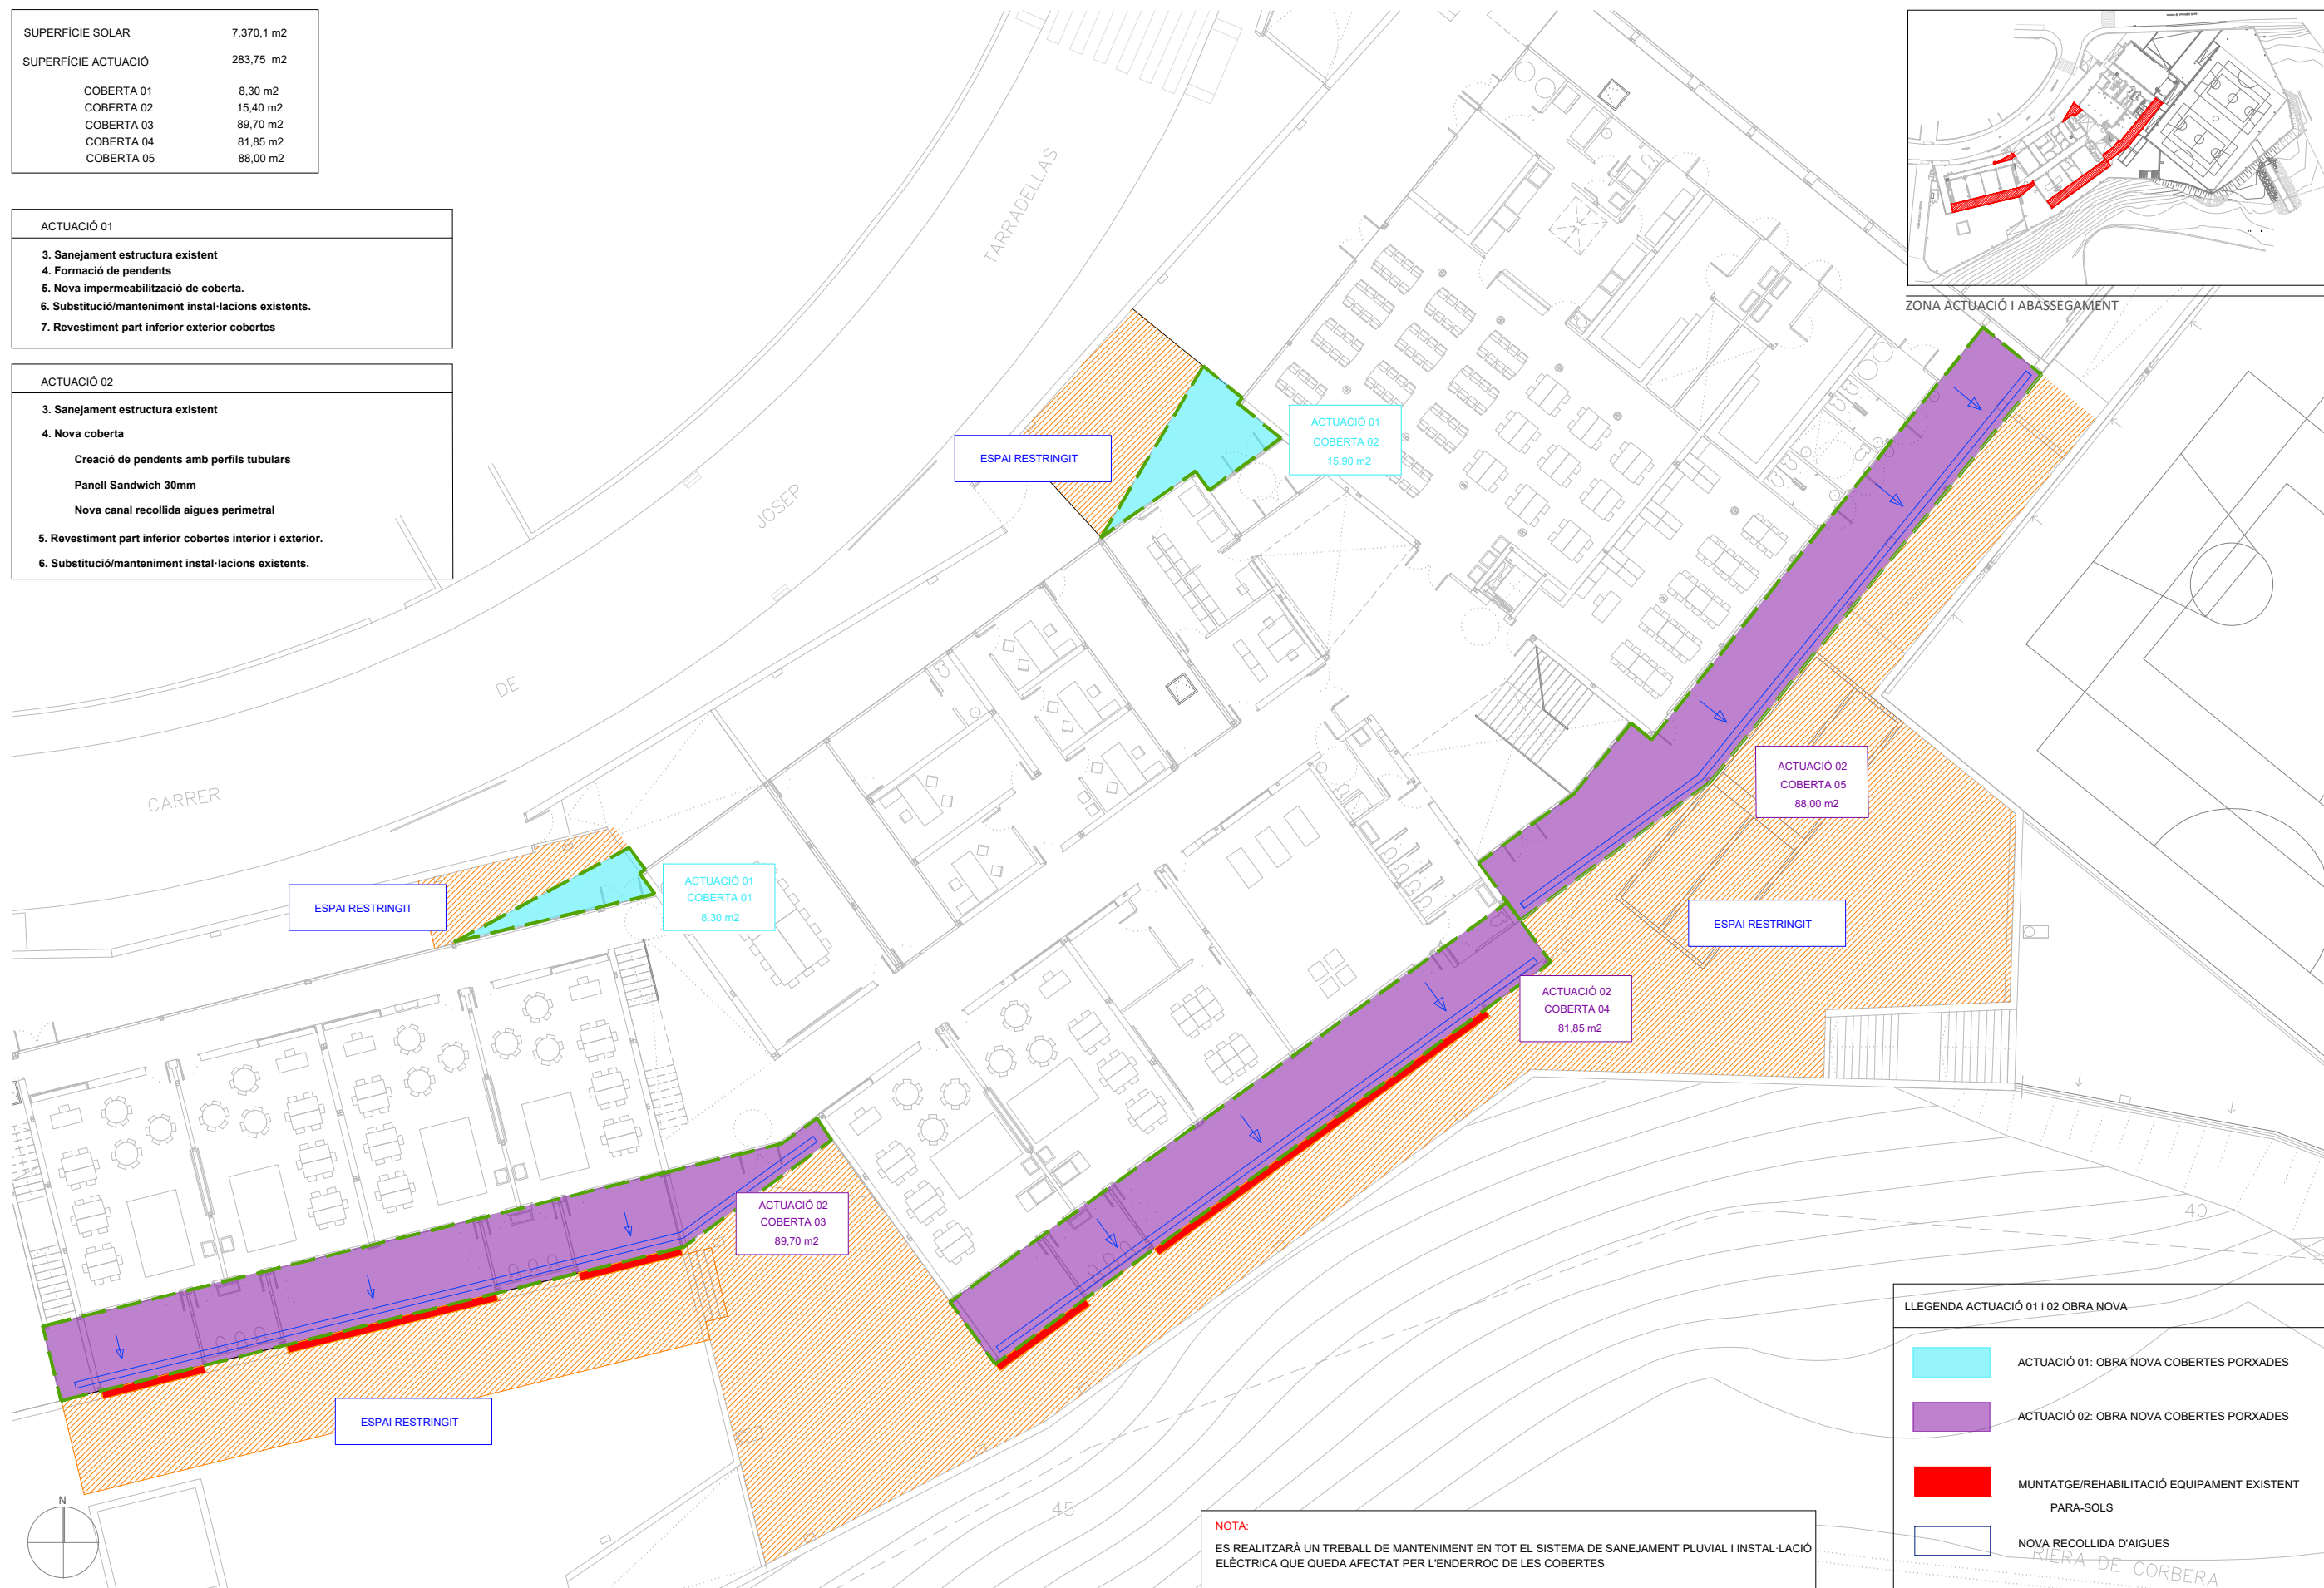 SUPERFÍCIE SOLAR 7.370,1 m2
SUPERFÍCIE ACTUACIÓ 283,75 m2
COBERTA 01 8,30 m2
COBERTA 02 15,40 m2
COBERTA 03 89,70 m2
COBERTA 04 81,85 m2
COBERTA 05 88,00 m2
ACTUACIÓ 01
3. Sanejament estructura existent
4. Formació de pendents
5. Nova impermeabilització de coberta.
6. Substitució/manteniment instal·lacions existents.
7. Revestiment part inferior exterior cobertes
ACTUACIÓ 02
3. Sanejament estructura existent
4. Nova coberta
Creació de pendents amb perfils tubulars
Panell Sandwich 30mm
Nova canal recollida aigues perimetral
5. Revestiment part inferior cobertes interior i exterior.
6. Substitució/manteniment instal·lacions existents.
ZONA ACTUACIÓ I ABASSEGAMENT
CARRER
DE
JOSEP
TARRADELLAS
ESPAI RESTRINGIT
ACTUACIÓ 01
COBERTA 02
15,90 m2
ESPAI RESTRINGIT
ACTUACIÓ 01
COBERTA 01
8.30 m2
ACTUACIÓ 02
COBERTA 05
88,00 m2
ESPAI RESTRINGIT
ACTUACIÓ 02
COBERTA 04
81,85 m2
ACTUACIÓ 02
COBERTA 03
89,70 m2
ESPAI RESTRINGIT
40
45
N
NOTA:
ES REALITZARÀ UN TREBALL DE MANTENIMENT EN TOT EL SISTEMA DE SANEJAMENT PLUVIAL I INSTAL·LACIÓ
ELÈCTRICA QUE QUEDA AFECTAT PER L'ENDERROC DE LES COBERTES
LLEGENDA ACTUACIÓ 01 i 02 OBRA NOVA
ACTUACIÓ 01: OBRA NOVA COBERTES PORXADES
ACTUACIÓ 02: OBRA NOVA COBERTES PORXADES
MUNTATGE/REHABILITACIÓ EQUIPAMENT EXISTENT
PARA-SOLS
NOVA RECOLLIDA D'AIGUES
RIERA DE CORBERA